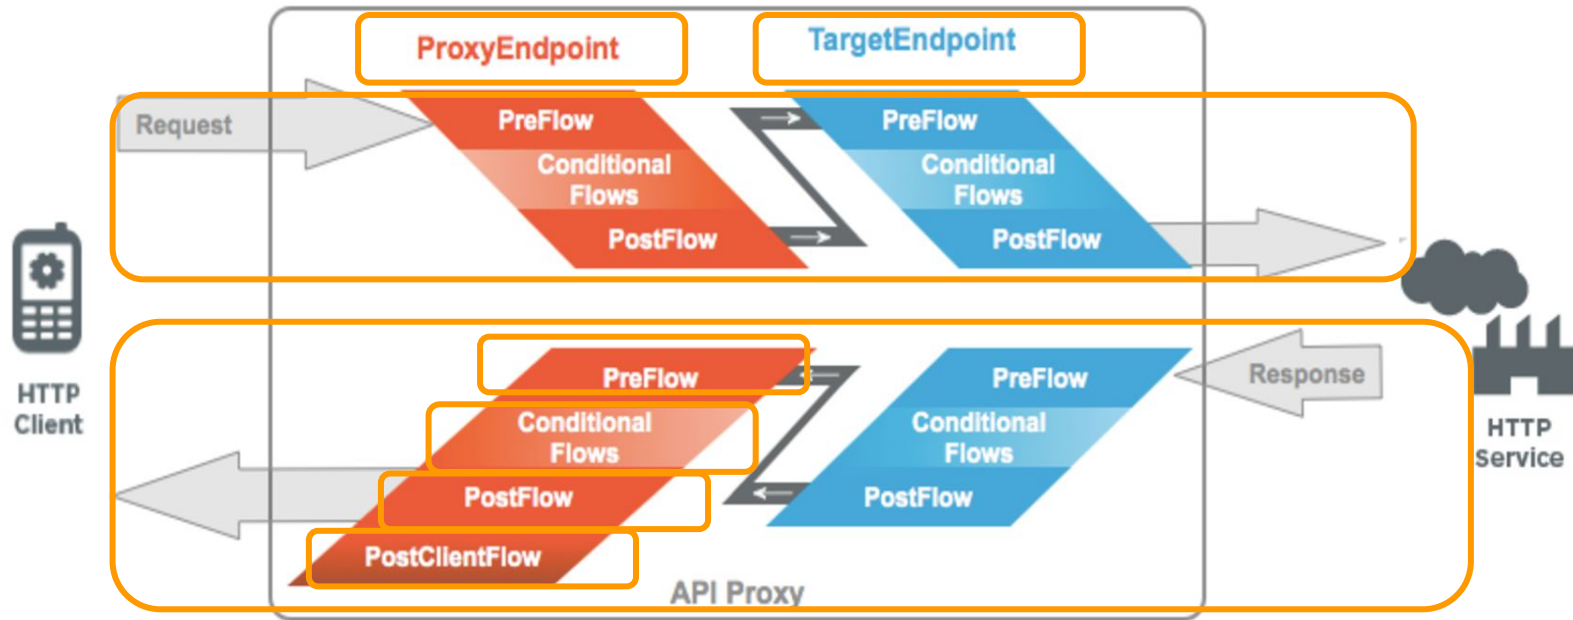 ProxyEndpoint
TargetEndpoint
Request
PreFlow
Conditional
Flows
PostFlow
PreFlow
Conditional
Flows
PostFlow
HTTP
Client
PreFlow
Conditional
Flows
PostFlow
PostClientFlow
PreFlow
Conditional
Flows
PostFlow
Response
HTTP
Service
API Proxy